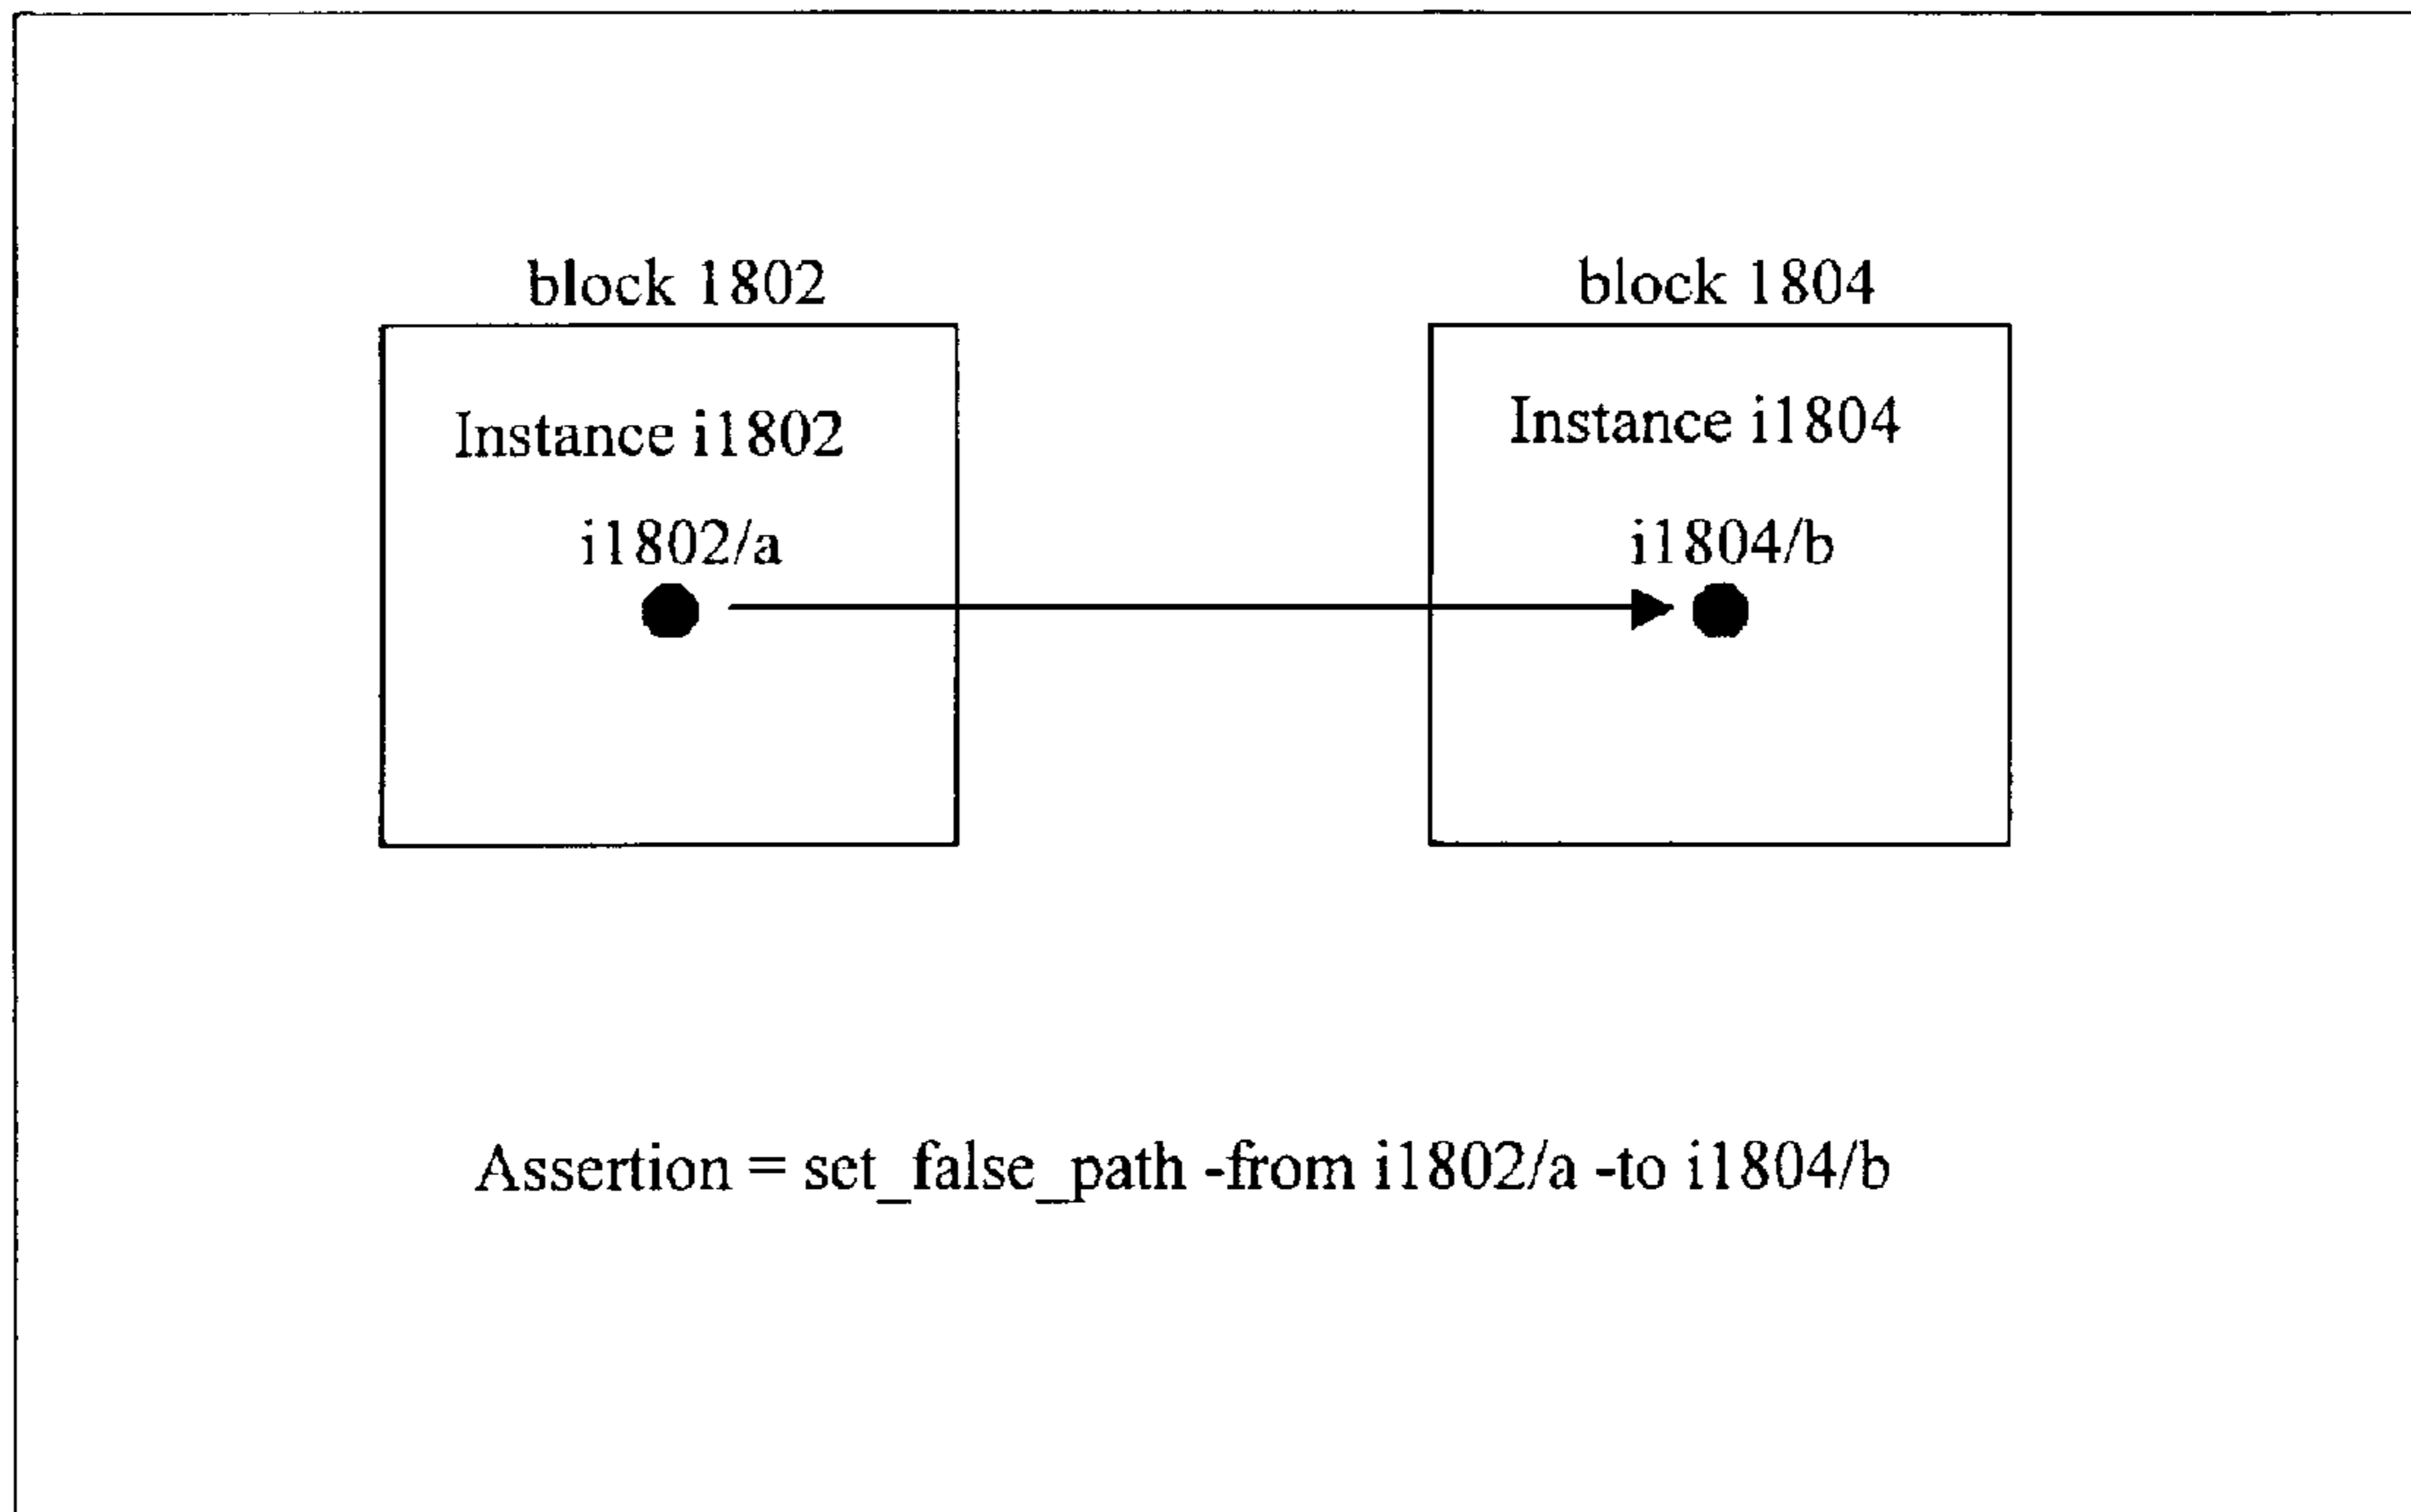 block 1802
block 1804
Instance i1802
Instance i1804
i1802/a
i1804/b
Assertion = set_false_path -from i1802/a -to i1804/b